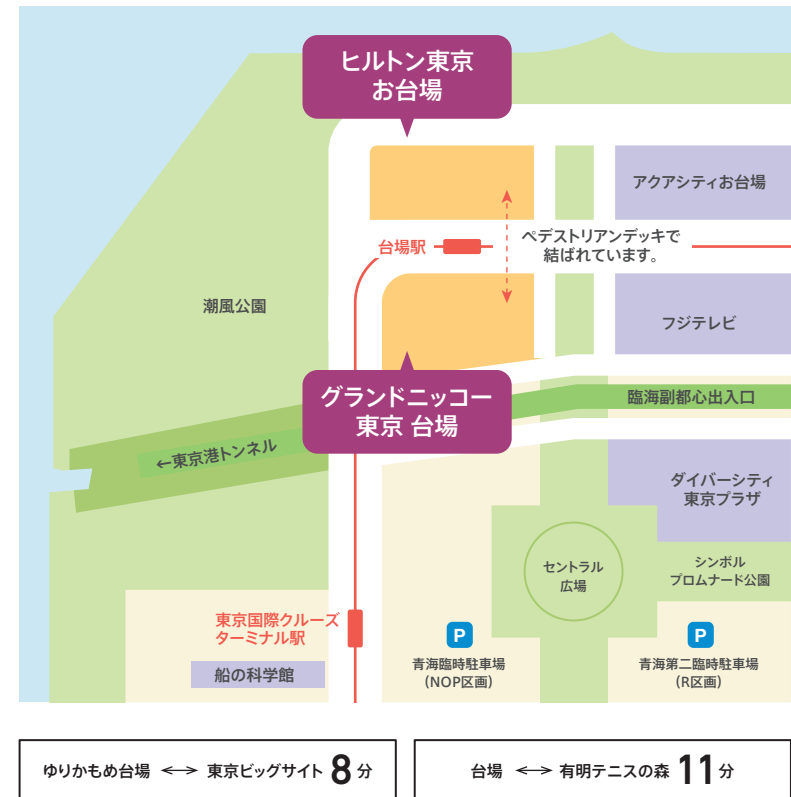 ヒルトン東京
お台場
アクアシティお台場
台場駅
ペデストリアンデッキで
結ばれています。
潮風公園
フジテレビ
グランドニッコー
東京 台場
臨海副都心出入口
←東京港トンネル
ダイバーシティ
東京プラザ
セントラル
広場
シンボル
プロムナード公園
東京国際クルーズ
ターミナル駅
船の科学館
P
青海臨時駐車場
(NOP区画)
P
青海第二臨時駐車場
(R区画)
ゆりかもめ台場 <-> 東京ビッグサイト 8分
台場 <-> 有明テニスの森 11分